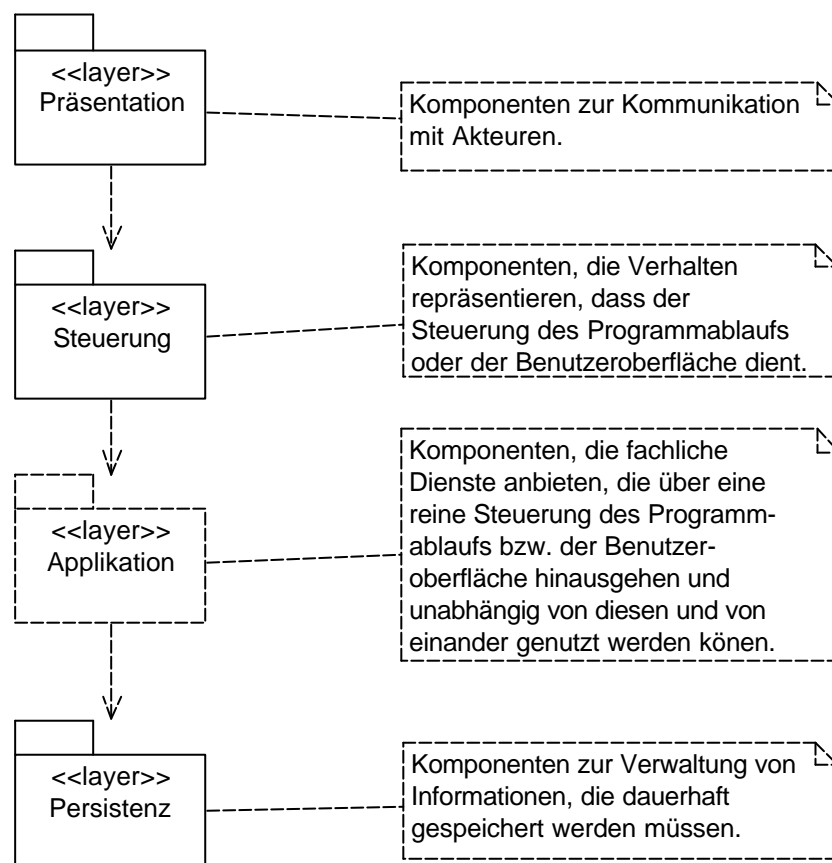 <<layer>>
Präsentation
Komponenten zur Kommunikation
mit Akteuren.
<<layer>>
Steuerung
Komponenten, die Verhalten
repräsentieren, dass der
Steuerung des Programmablaufs
oder der Benutzeroberfläche dient.
<<layer>>
Applikation
Komponenten, die fachliche
Dienste anbieten, die über eine
reine Steuerung des Programm-
ablaufs bzw. der Benutzer-
oberfläche hinausgehen und
unabhängig von diesen und von
einander genutzt werden könen.
<<layer>>
Persistenz
Komponenten zur Verwaltung von
Informationen, die dauerhaft
gespeichert werden müssen.